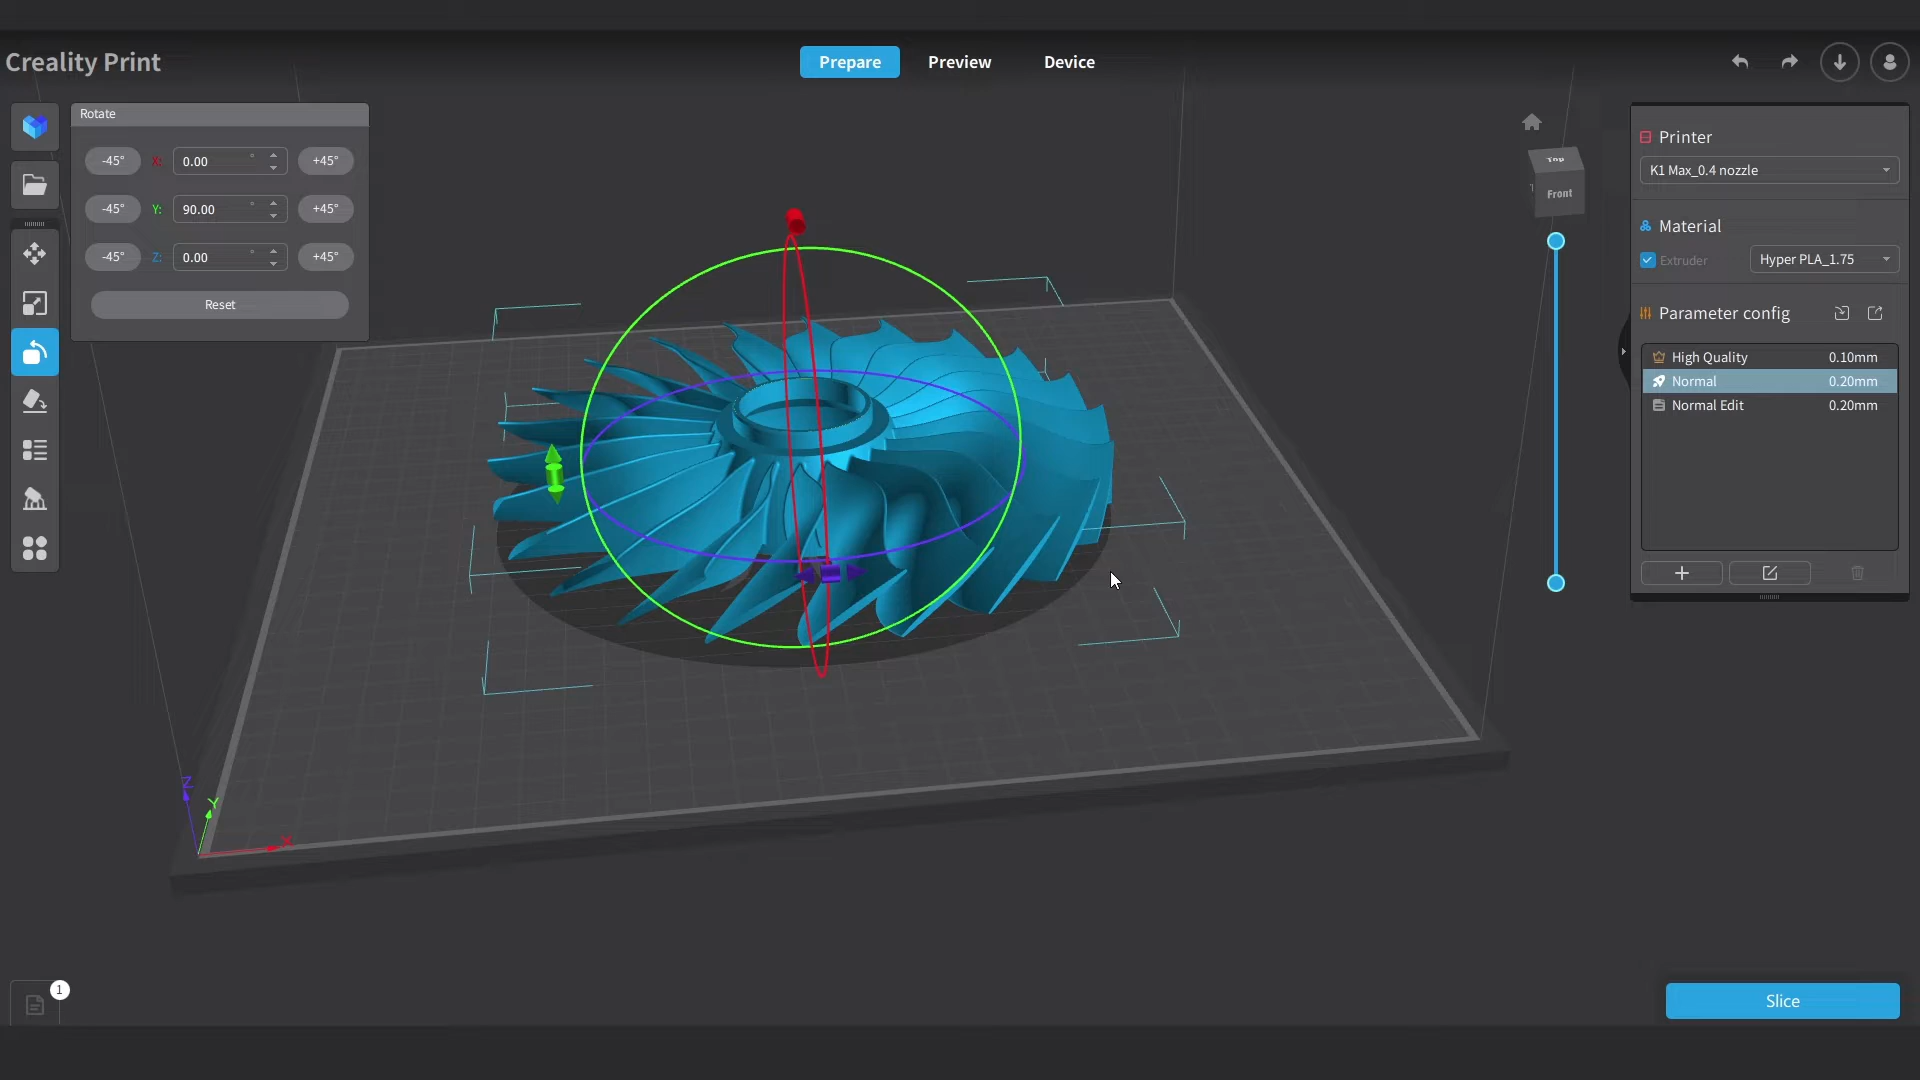 Creality Print
Prepare
Preview
Device
Rotate
-45° X: 0.00 ° +45°
-45° Y: 90.00 ° +45°
-45° Z: 0.00 ° +45°
Reset
Top
Front
Printer
K1 Max_0.4 nozzle
Material
Extruder
Hyper PLA_1.75
Parameter config
High Quality 0.10mm
Normal 0.20mm
Normal Edit 0.20mm
Z
Y
X
1
Slice